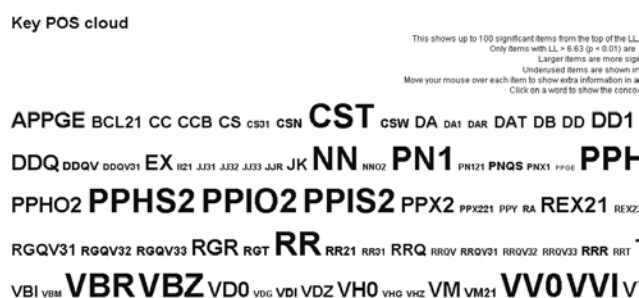 Key POS cloud
This shows up to 100 significant items from the top of the LL
Only items with LL > 6.63 (p < 0.01) are
Larger items are more sig
Underused items are shown in
Move your mouse over each item to show extra information in a
Click on a word to show the conco
APPGE BCL21 CC CCB CS CS31 CSN CST CSW DA DA1 DAR DAT DB DD DD1
DDQ DDQV DDQV31 EX II21 JJ31 JJ32 JJ33 JJR JK NN NNO2 PN1 PN121 PNQS PNX1 PPGE PPH
PPHO2 PPHS2 PPIO2 PPIS2 PPX2 PPX221 PPY RA REX21 REX2
RGQV31 RGQV32 RGQV33 RGR RGT RR RR21 RR31 RRQ RRQV RRQV31 RRQV32 RRQV33 RRR RRT
VBI VBM VBR VBZ VD0 VDG VDI VDZ VH0 VHG VHZ VM VM21 VV0 VVI V